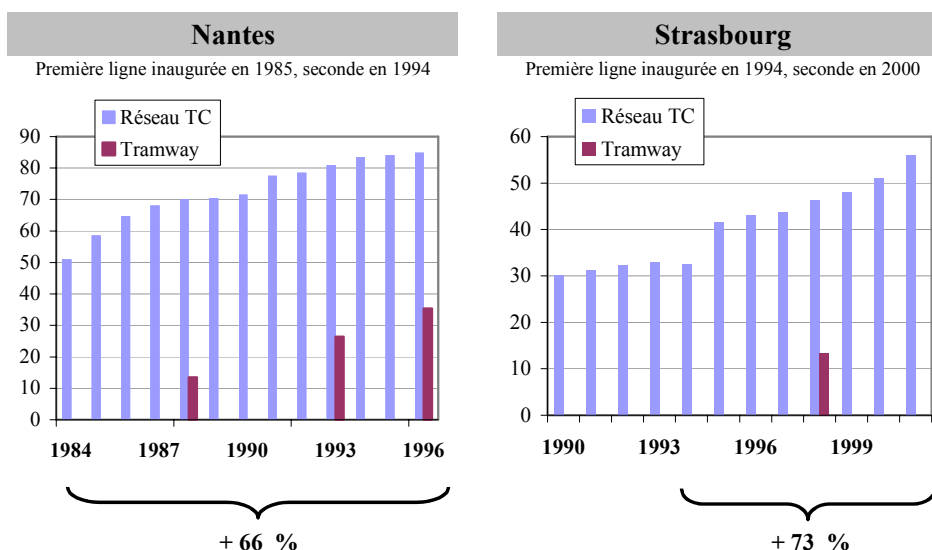 Nantes
Première ligne inaugurée en 1985, seconde en 1994
Réseau TC
Tramway
90
80
70
60
50
40
30
20
10
0
1984 1987 1990 1993 1996
+ 66 %
Strasbourg
Première ligne inaugurée en 1994, seconde en 2000
Réseau TC
Tramway
60
50
40
30
20
10
0
1990 1993 1996 1999
+ 73 %